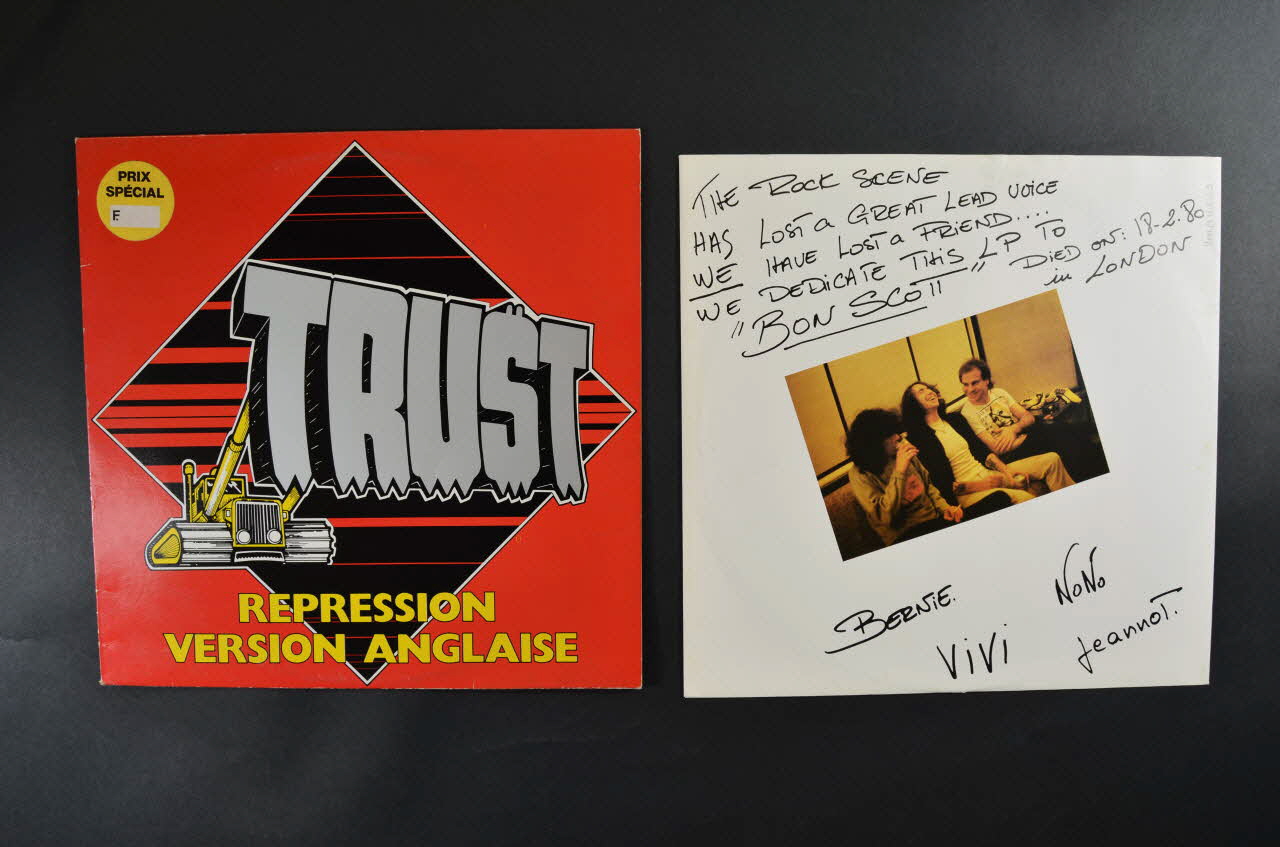 PRIX
SPÉCIAL
F.
TRU$T
REPRESSION
VERSION ANGLAISE
THE ROCK SCENE
HAS LOST A GREAT LEAD VOICE
WE HAVE LOST A FRIEND....
WE DEDICATE THIS LP TO
"BON SCOTT" DIED ON: 18-2.80
in LONDON
BERNIE.
NONO
ViVi
Jeannot.